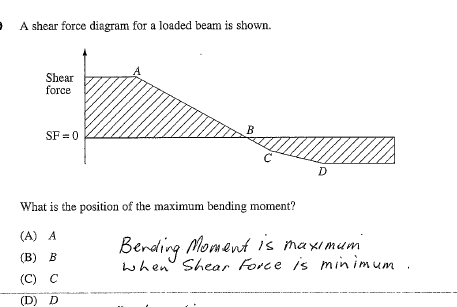 A shear force diagram for a loaded beam is shown.
Shear
force
A
SF = 0
B
C
D
What is the position of the maximum bending moment?
(A) A
(B) B
(C) C
(D) D
Bending Moment is maximum
when Shear Force is minimum.